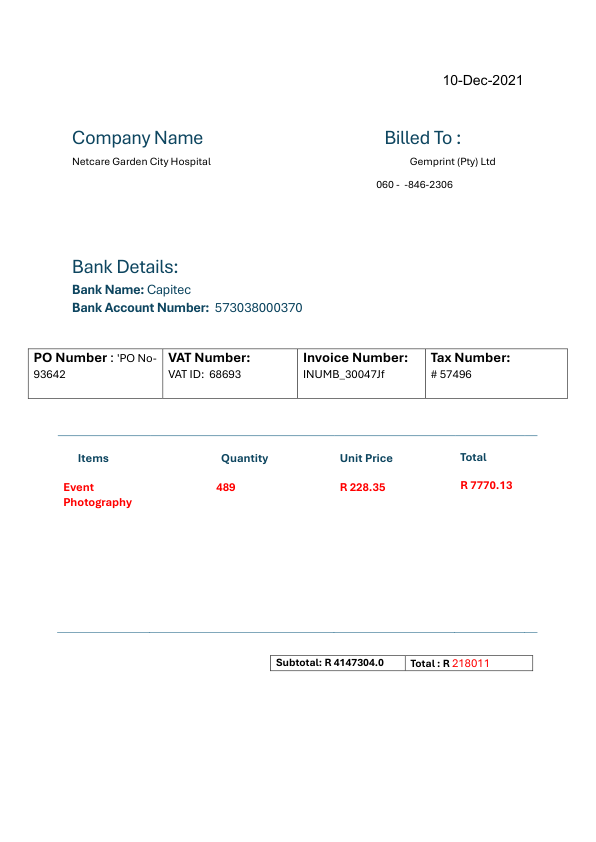 10-Dec-2021
Company Name
Billed To :
Netcare Garden City Hospital
Gemprint (Pty) Ltd
060 - -846-2306
Bank Details:
Bank Name: Capitec
Bank Account Number: 573038000370
PO Number : 'PO No-
93642
VAT Number:
VAT ID: 68693
Invoice Number:
INUMB_30047Jf
Tax Number:
# 57496
Items Quantity Unit Price Total
Event 489 R 228.35 R 7770.13
Photography
Subtotal: R 4147304.0 Total : R 218011